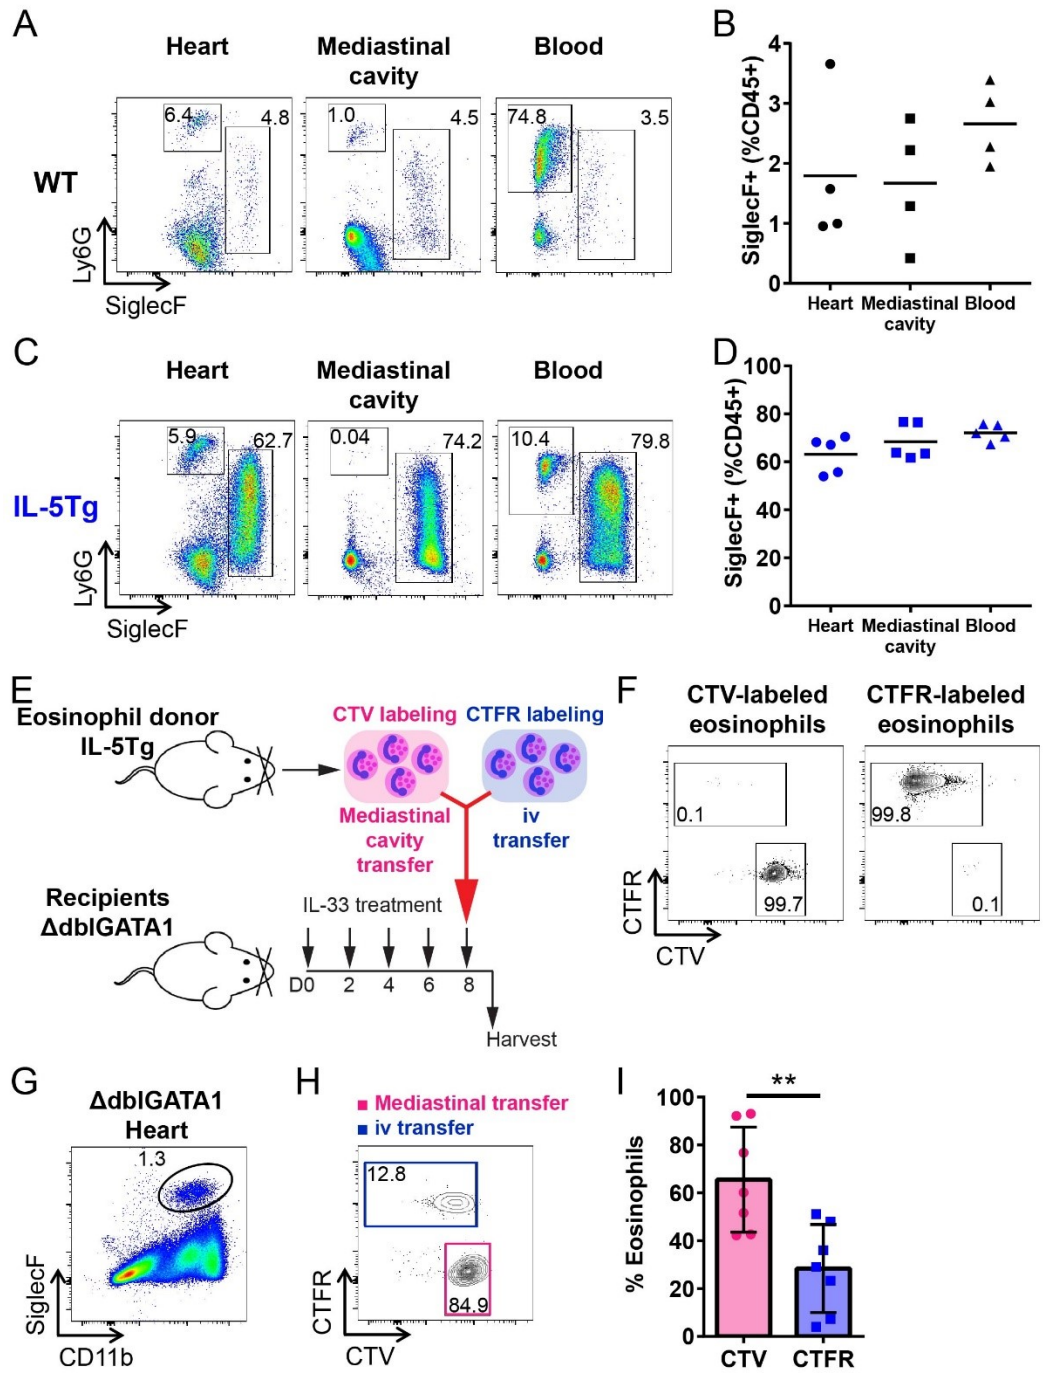 A
Heart
Mediastinal
cavity
Blood
WT
6.4
4.8
1.0
4.5
74.8
3.5
Ly6G
SiglecF
B
SiglecF+ (%CD45+)
4
3
2
1
0
Heart
Mediastinal
cavity
Blood
C
Heart
Mediastinal
cavity
Blood
IL-5Tg
5.9
62.7
0.04
74.2
10.4
79.8
Ly6G
SiglecF
D
SiglecF+ (%CD45+)
100
80
60
40
20
0
Heart
Mediastinal
cavity
Blood
E
Eosinophil donor
IL-5Tg
CTV labeling
CTFR labeling
Mediastinal
cavity
transfer
iv
transfer
Recipients
ΔdblGATA1
IL-33 treatment
D0 2 4 6 8
Harvest
F
CTV-labeled
eosinophils
CTFR-labeled
eosinophils
0.1
99.7
99.8
0.1
CTFR
CTV
G
ΔdblGATA1
Heart
1.3
SiglecF
CD11b
H
Mediastinal transfer
iv transfer
12.8
84.9
CTFR
CTV
I
**
% Eosinophils
100
80
60
40
20
0
CTV
CTFR